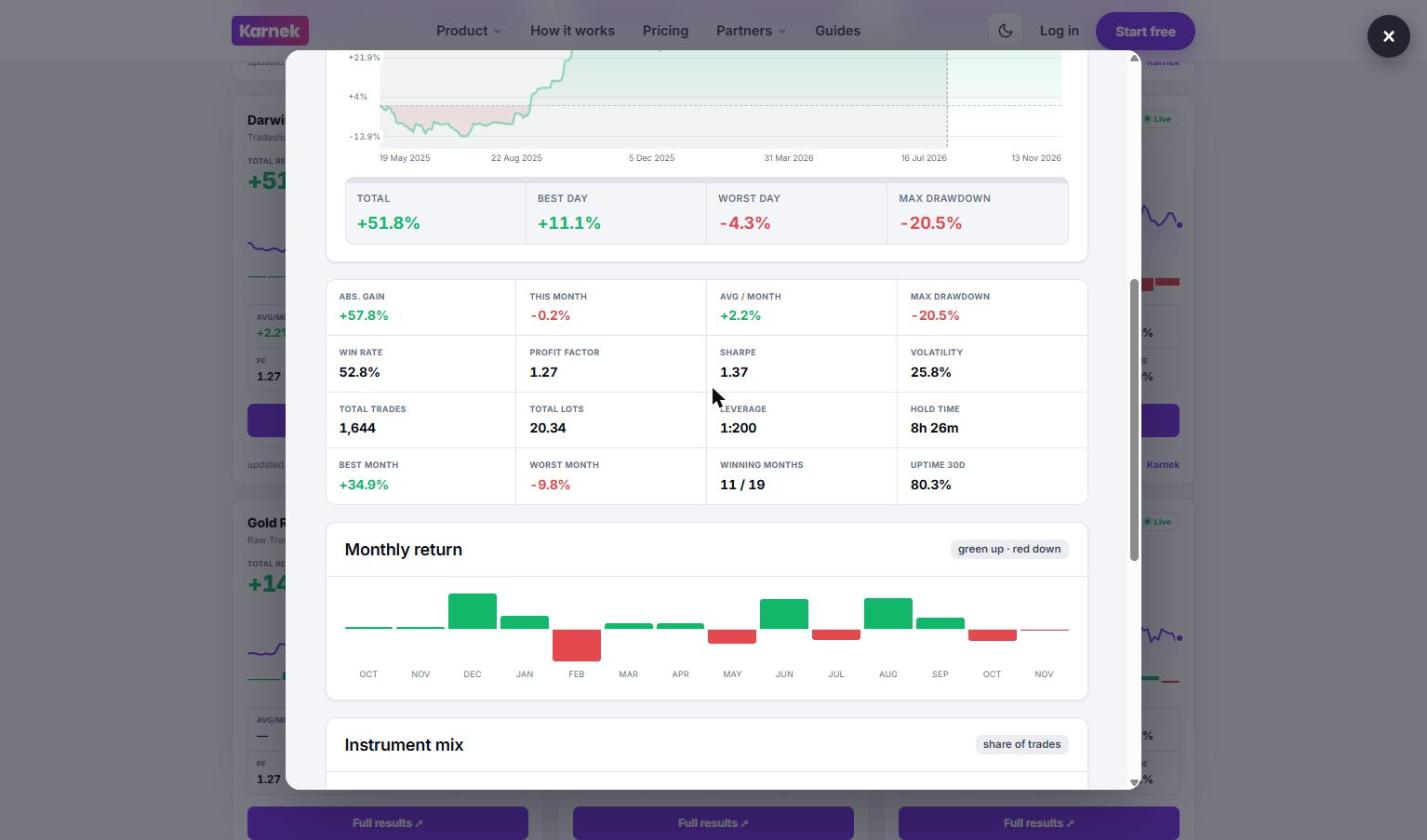 Karnek
Product
How it works
Pricing
Partners
Guides
Log in
Start free
updated
Karnek
+21.9%
+4%
-13.9%
19 May 2025
22 Aug 2025
5 Dec 2025
31 Mar 2026
16 Jul 2026
13 Nov 2026
Live
TOTAL
BEST DAY
WORST DAY
MAX DRAWDOWN
+51.8%
+11.1%
-4.3%
-20.5%
ABS. GAIN
THIS MONTH
AVG / MONTH
MAX DRAWDOWN
+57.8%
-0.2%
+2.2%
-20.5%
WIN RATE
PROFIT FACTOR
SHARPE
VOLATILITY
52.8%
1.27
1.37
25.8%
PF
1.27
TOTAL TRADES
TOTAL LOTS
LEVERAGE
HOLD TIME
1,644
20.34
1:200
8h 26m
BEST MONTH
WORST MONTH
WINNING MONTHS
UPTIME 30D
+34.9%
-9.8%
11 / 19
80.3%
updated
Karnek
Live
Monthly return
green up · red down
OCT
NOV
DEC
JAN
FEB
MAR
APR
MAY
JUN
JUL
AUG
SEP
OCT
NOV
Instrument mix
share of trades
—
PF
1.27
Full results ↗
Full results ↗
Full results ↗